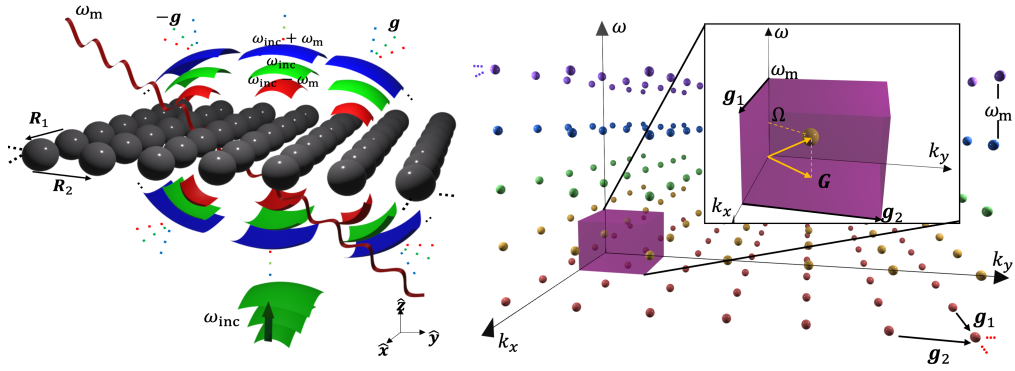 ω_m
-g
g
ω_inc + ω_m
ω_inc
ω_inc − ω_m
R_1
R_2
ω_inc
ẑ
x̂
ŷ
ω
ω_m
k_y
k_x
g_1
g_2
ω
ω_m
g_1
Ω
G
k_y
k_x
g_2